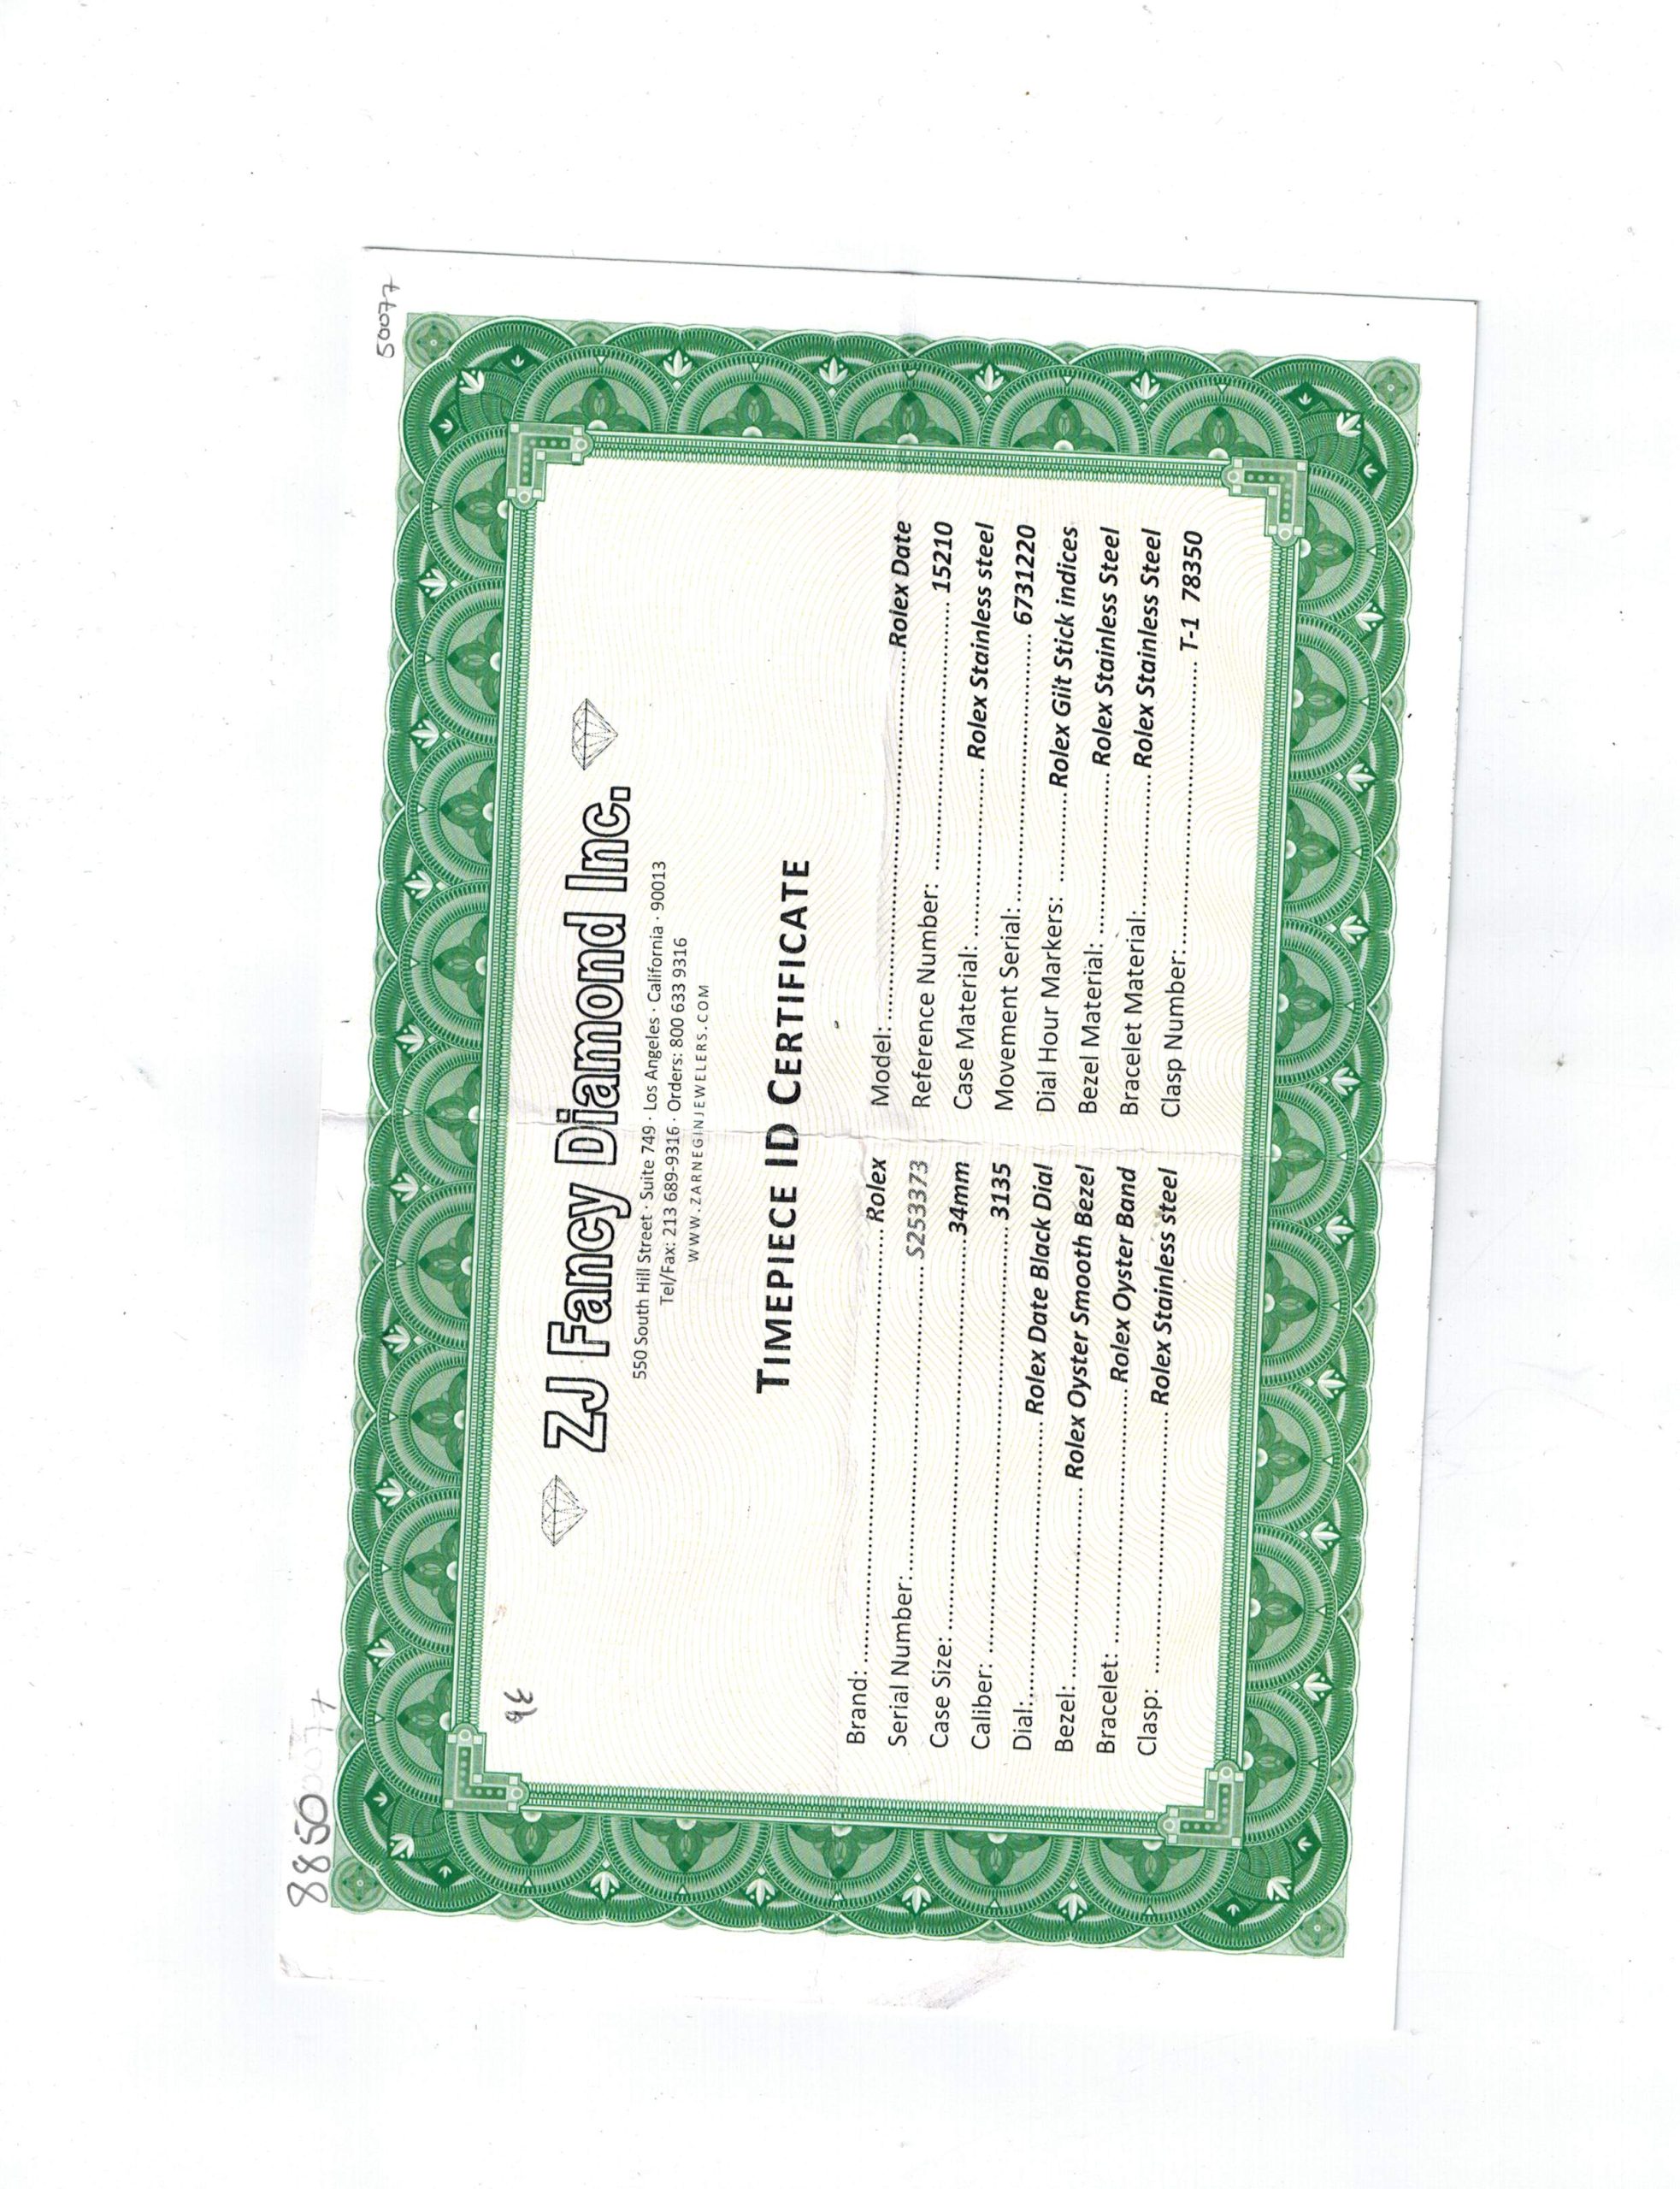 50077
8850
ZJ Fancy Diamond Inc.
550 South Hill Street · Suite 749 · Los Angeles · California · 90013
Tel/Fax: 213 689-9316 · Orders: 800 633 9316
WWW.ZARNEGINJEWELERS.COM
TIMEPIECE ID CERTIFICATE
Brand: Rolex
Serial Number: S253373
Case Size: 34mm
Caliber: 3135
Dial: Rolex Date Black Dial
Bezel: Rolex Oyster Smooth Bezel
Bracelet: Rolex Oyster Band
Clasp: Rolex Stainless steel
Model: Rolex Date
Reference Number: 15210
Case Material: Rolex Stainless steel
Movement Serial: 6731220
Dial Hour Markers: Rolex Gilt Stick indices
Bezel Material: Rolex Stainless Steel
Bracelet Material: Rolex Stainless Steel
Clasp Number: T-1 78350